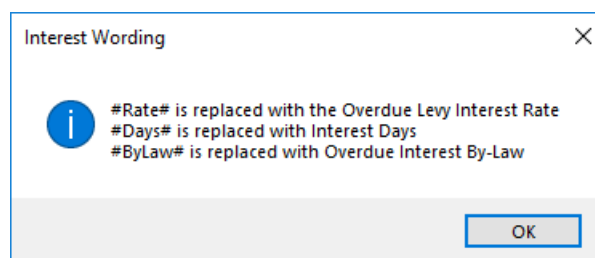 Interest Wording
#Rate# is replaced with the Overdue Levy Interest Rate
#Days# is replaced with Interest Days
#ByLaw# is replaced with Overdue Interest By-Law
OK